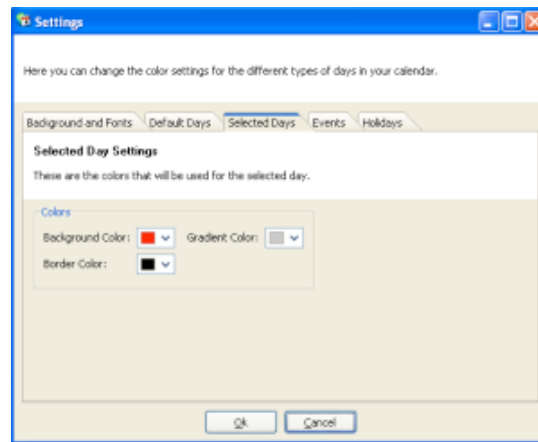 Settings
Here you can change the color settings for the different types of days in your calendar.
Background and Fonts Default Days Selected Days Events Holidays
Selected Day Settings
These are the colors that will be used for the selected day.
Colors
Background Color: Gradient Color:
Border Color:
Ok Cancel